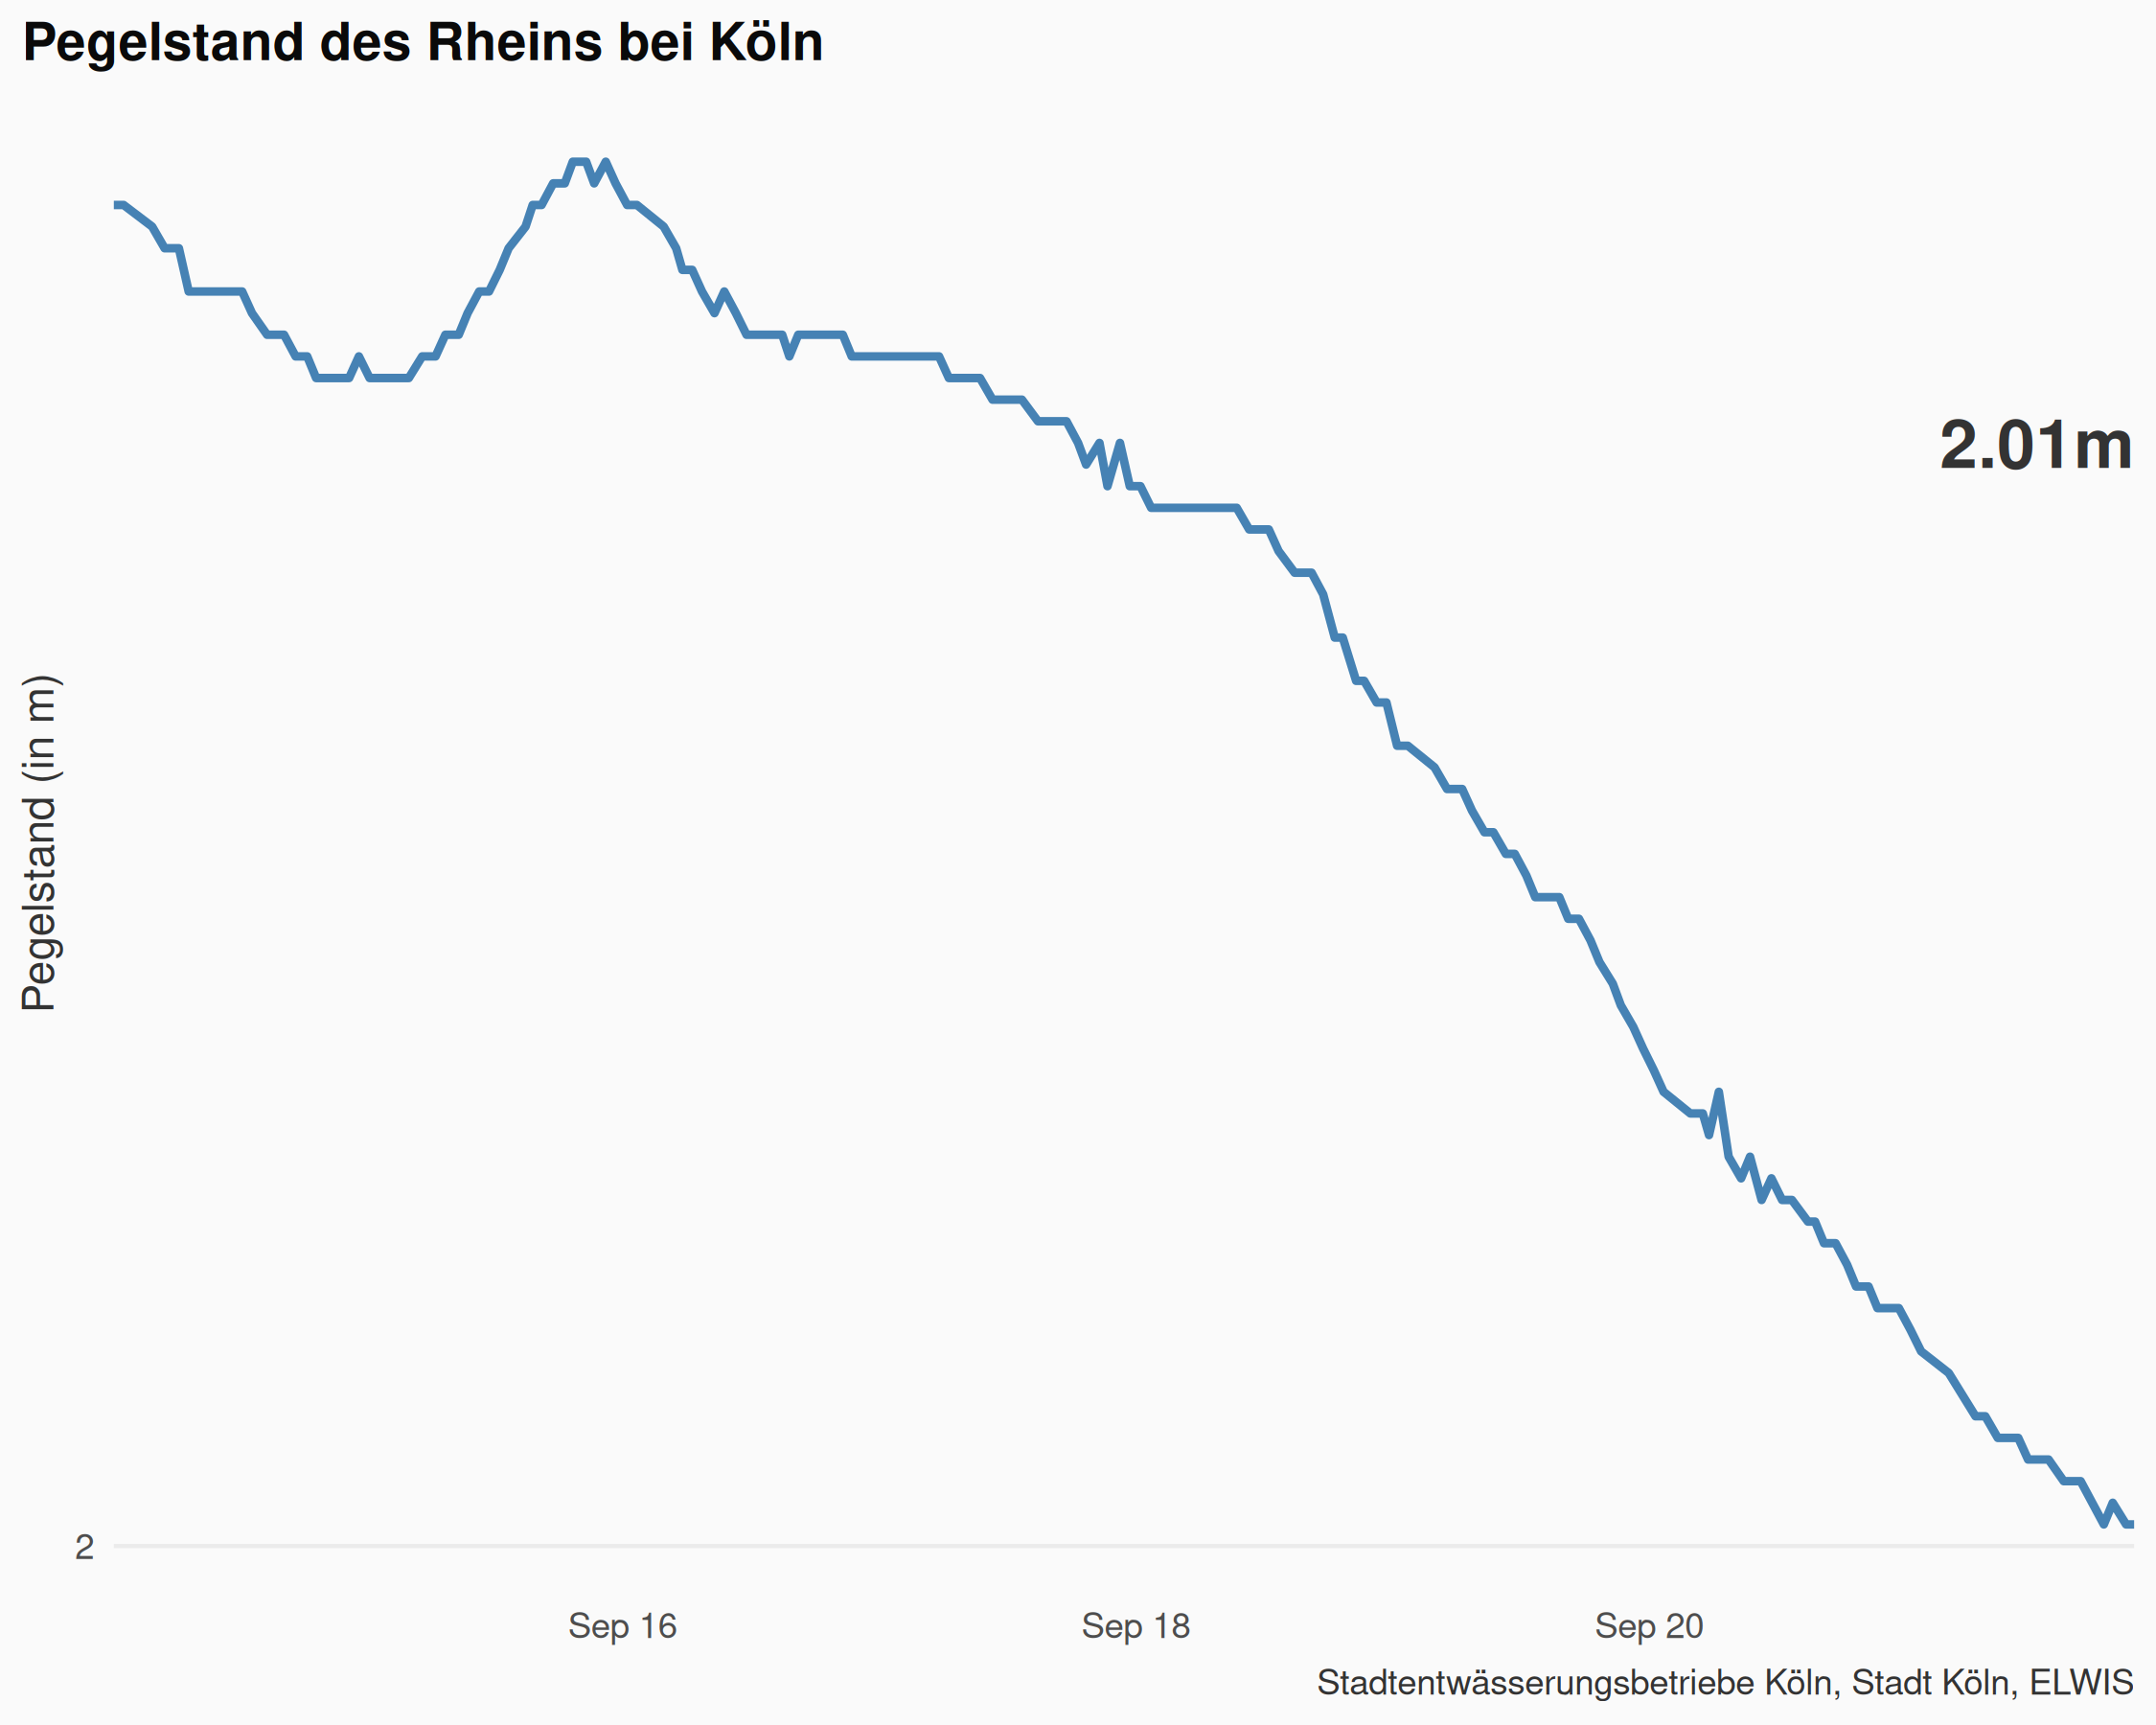 Pegelstand des Rheins bei Köln
2.01m
Pegelstand (in m)
2
Sep 16
Sep 18
Sep 20
Stadtentwässerungsbetriebe Köln, Stadt Köln, ELWIS